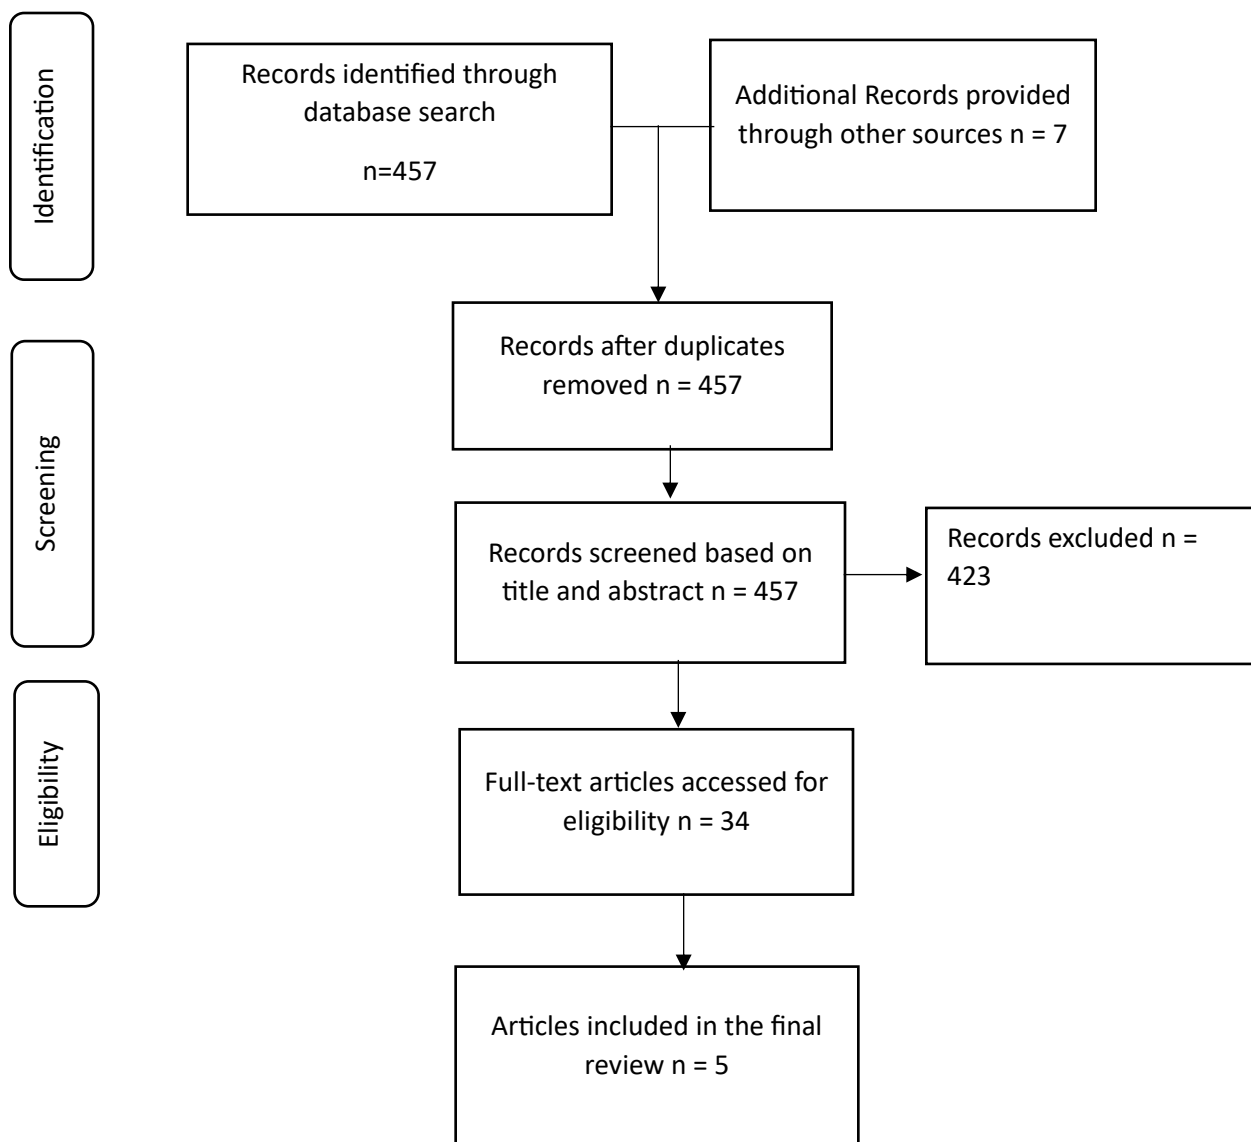 Identification
Records identified through
database search
n=457
Additional Records provided
through other sources n = 7
Screening
Records after duplicates
removed n = 457
Records screened based on
title and abstract n = 457
Records excluded n =
423
Eligibility
Full-text articles accessed for
eligibility n = 34
Articles included in the final
review n = 5